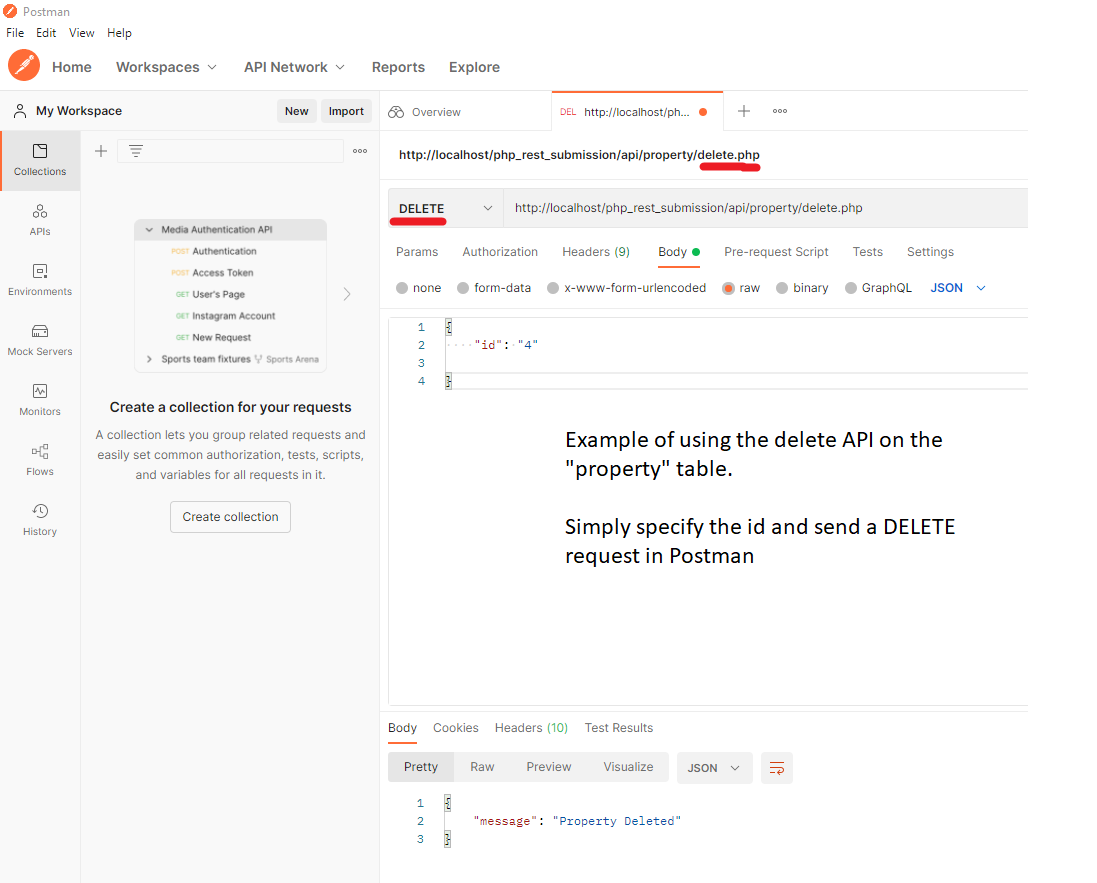 Postman
File Edit View Help
Home Workspaces API Network Reports Explore
My Workspace New Import
Overview DEL http://localhost/ph...
http://localhost/php_rest_submission/api/property/delete.php
DELETE http://localhost/php_rest_submission/api/property/delete.php
Params Authorization Headers (9) Body Pre-request Script Tests Settings
none form-data x-www-form-urlencoded raw binary GraphQL JSON
1 {
2 "id": "4"
3
4 }
Collections
APIs
Environments
Mock Servers
Monitors
Flows
History
Media Authentication API
POST Authentication
POST Access Token
GET User's Page
GET Instagram Account
GET New Request
Sports team fixtures Sports Arena
Create a collection for your requests
A collection lets you group related requests and
easily set common authorization, tests, scripts,
and variables for all requests in it.
Create collection
Example of using the delete API on the
"property" table.
Simply specify the id and send a DELETE
request in Postman
Body Cookies Headers (10) Test Results
Pretty Raw Preview Visualize JSON
1 {
2 "message": "Property Deleted"
3 }